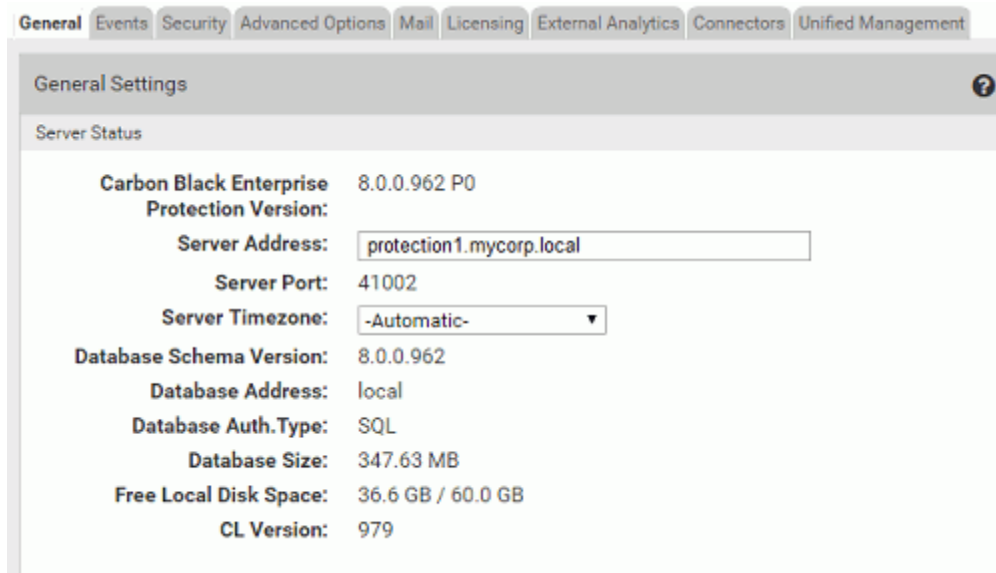 General Events Security Advanced Options Mail Licensing External Analytics Connectors Unified Management
General Settings
Server Status
Carbon Black Enterprise Protection Version: 8.0.0.962 P0
Server Address: protection1.mycorp.local
Server Port: 41002
Server Timezone: -Automatic-
Database Schema Version: 8.0.0.962
Database Address: local
Database Auth.Type: SQL
Database Size: 347.63 MB
Free Local Disk Space: 36.6 GB / 60.0 GB
CL Version: 979